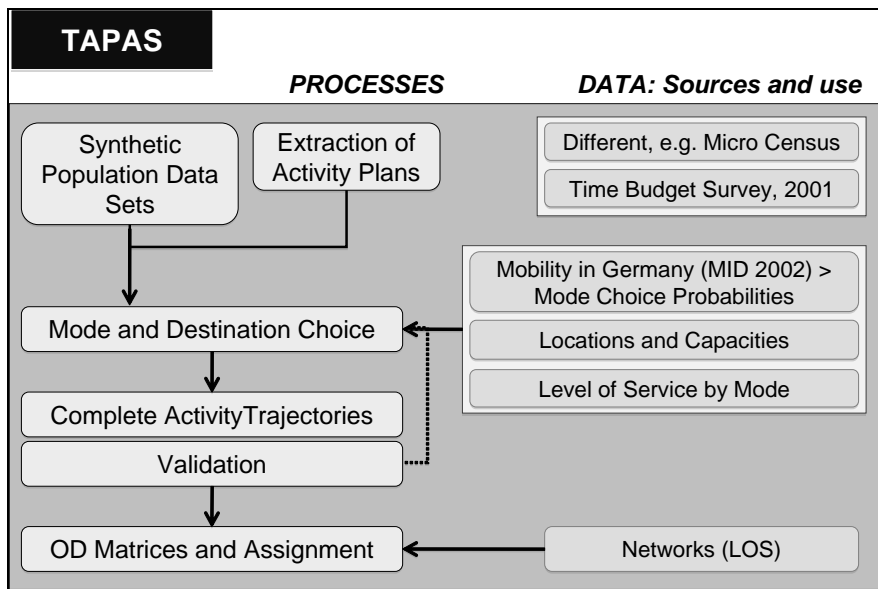 TAPAS
PROCESSES
DATA: Sources and use
Synthetic
Population Data
Sets
Extraction of
Activity Plans
Different, e.g. Micro Census
Time Budget Survey, 2001
Mobility in Germany (MID 2002) >
Mode Choice Probabilities
Mode and Destination Choice
Locations and Capacities
Level of Service by Mode
Complete ActivityTrajectories
Validation
OD Matrices and Assignment
Networks (LOS)